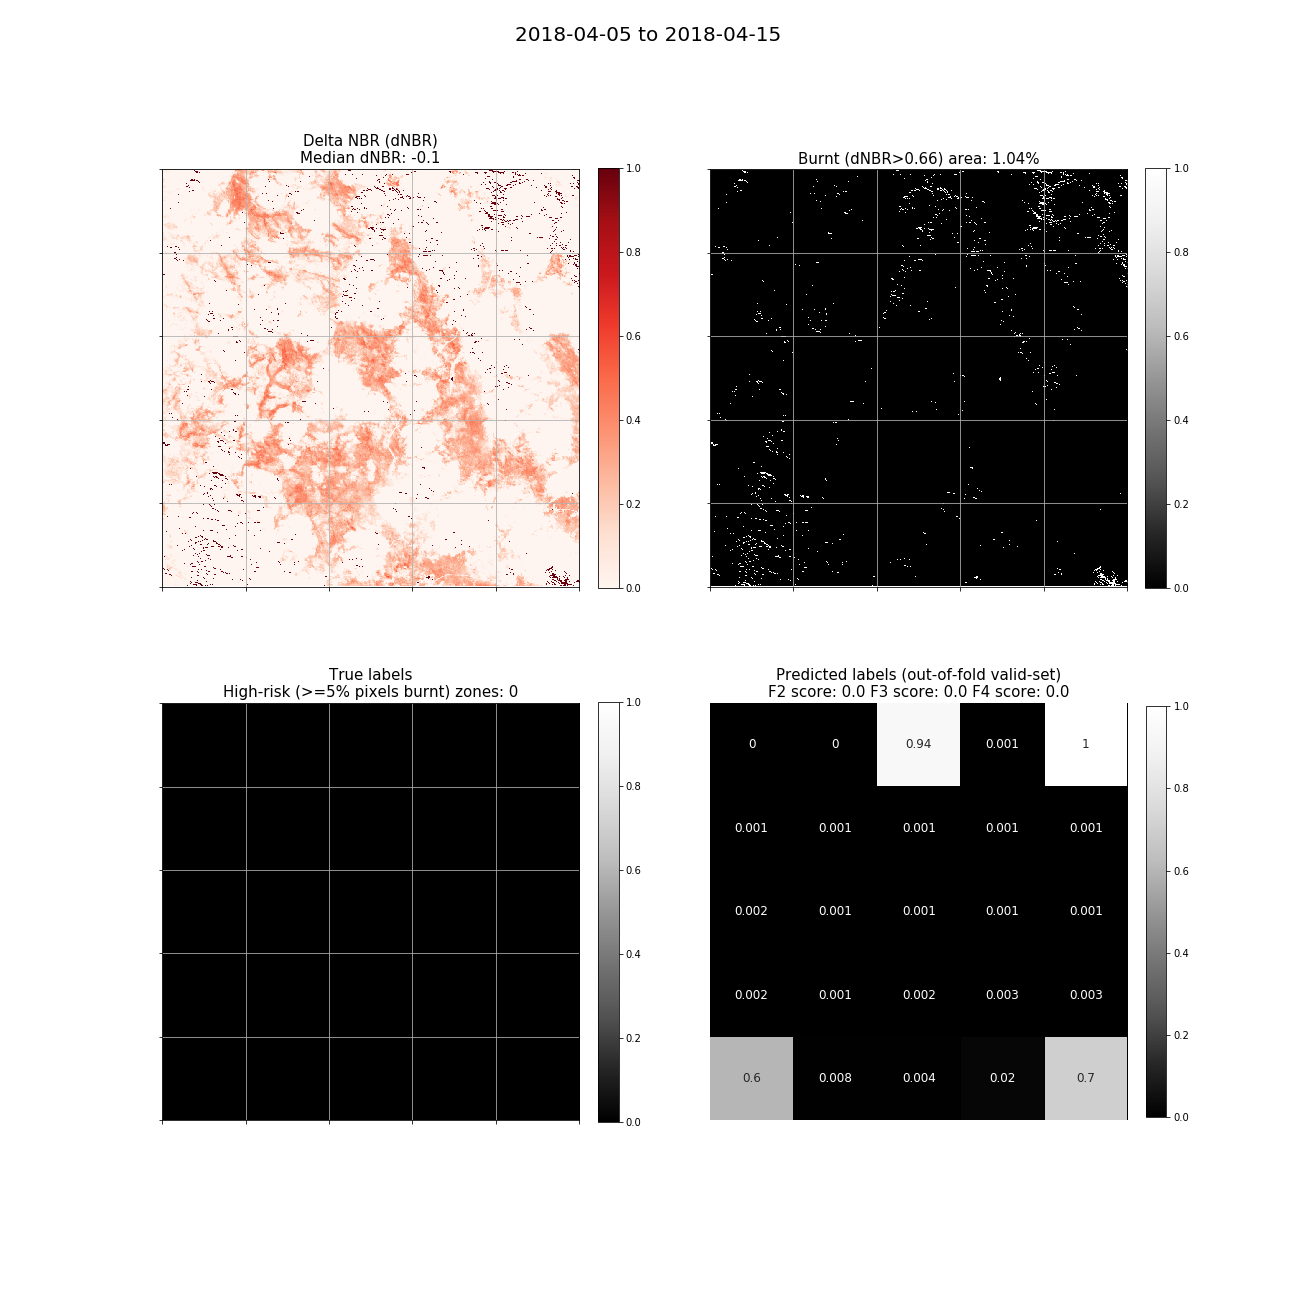 2018-04-05 to 2018-04-15
Delta NBR (dNBR)
Median dNBR: -0.1
1.0
0.8
0.6
0.4
0.2
0.0
Burnt (dNBR>0.66) area: 1.04%
1.0
0.8
0.6
0.4
0.2
0.0
True labels
High-risk (>=5% pixels burnt) zones: 0
1.0
0.8
0.6
0.4
0.2
0.0
Predicted labels (out-of-fold valid-set)
F2 score: 0.0 F3 score: 0.0 F4 score: 0.0
0 0 0.94 0.001 1
0.001 0.001 0.001 0.001 0.001
0.002 0.001 0.001 0.001 0.001
0.002 0.001 0.002 0.003 0.003
0.6 0.008 0.004 0.02 0.7
1.0
0.8
0.6
0.4
0.2
0.0